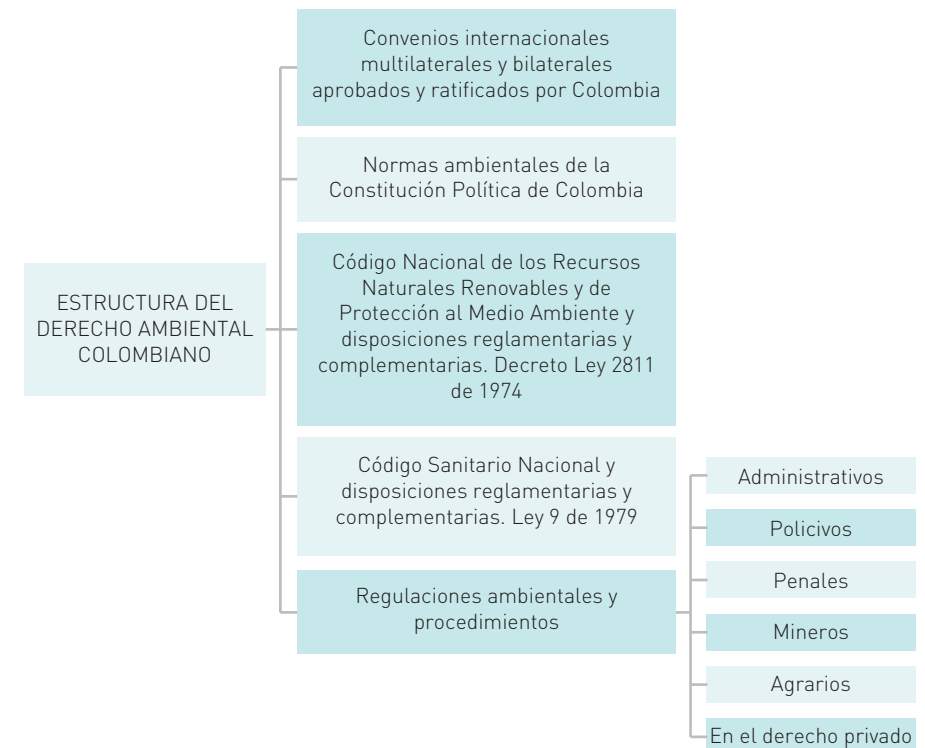 Convenios internacionales
multilaterales y bilaterales
aprobados y ratificados por Colombia
Normas ambientales de la
Constitución Política de Colombia
ESTRUCTURA DEL
DERECHO AMBIENTAL
COLOMBIANO
Código Nacional de los Recursos
Naturales Renovables y de
Protección al Medio Ambiente y
disposiciones reglamentarias y
complementarias. Decreto Ley 2811
de 1974
Código Sanitario Nacional y
disposiciones reglamentarias y
complementarias. Ley 9 de 1979
Regulaciones ambientales y
procedimientos
Administrativos
Policivos
Penales
Mineros
Agrarios
En el derecho privado